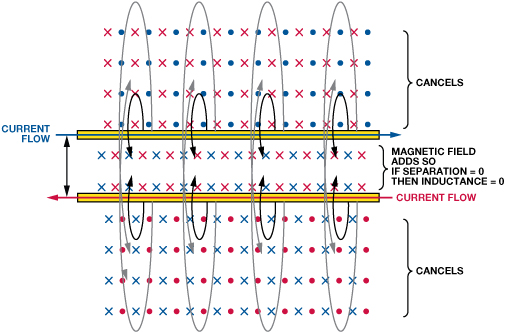 CANCELS
CURRENT
FLOW
MAGNETIC FIELD
ADDS SO
IF SEPARATION = 0
THEN INDUCTANCE = 0
CURRENT FLOW
CANCELS